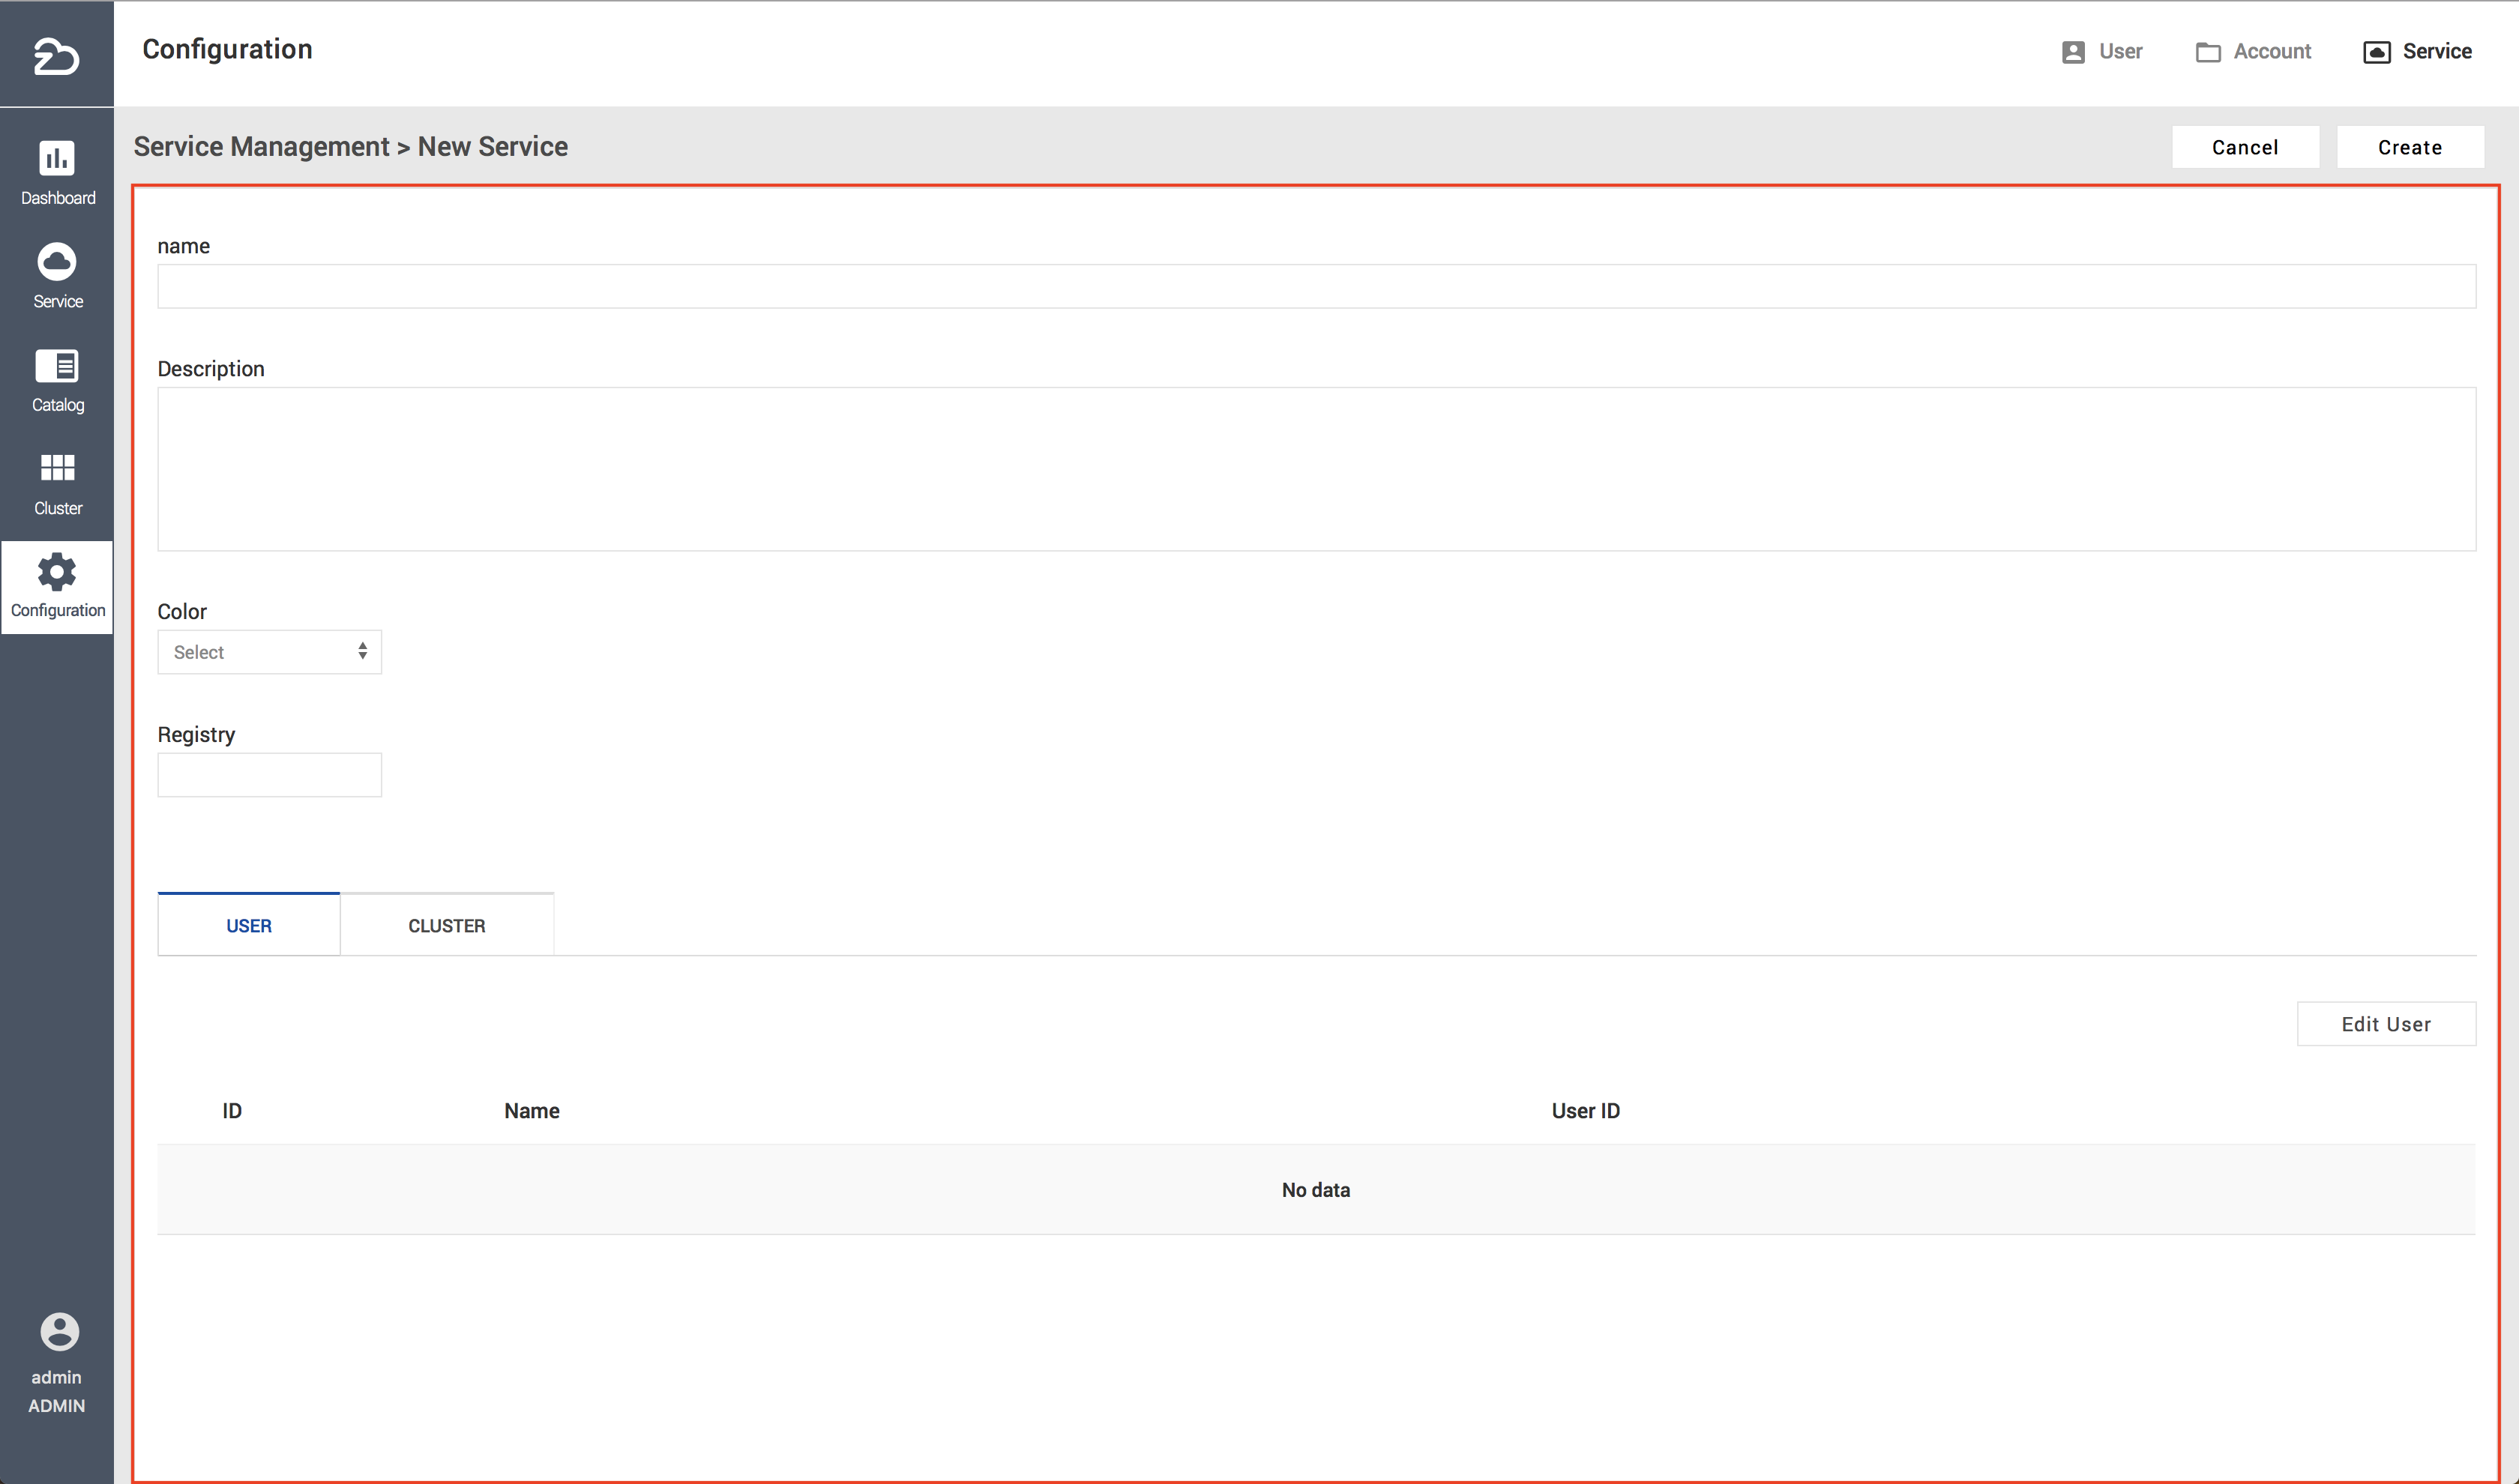 Configuration
User
Account
Service
Dashboard
Service
Catalog
Cluster
Configuration
admin
ADMIN
Service Management > New Service
Cancel
Create
name
Description
Color
Select
Registry
USER
CLUSTER
Edit User
ID
Name
User ID
No data